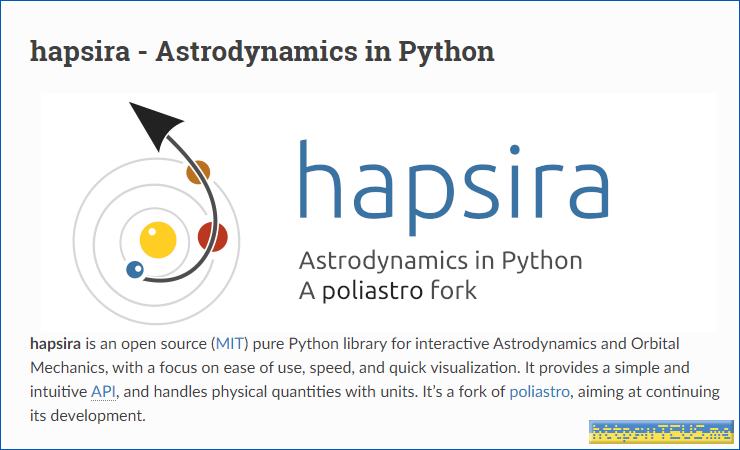 hapsira - Astrodynamics in Python
hapsira
Astrodynamics in Python
A poliastro fork
hapsira is an open source (MIT) pure Python library for interactive Astrodynamics and Orbital
Mechanics, with a focus on ease of use, speed, and quick visualization. It provides a simple and
intuitive API, and handles physical quantities with units. It’s a fork of poliastro, aiming at continuing
its development.